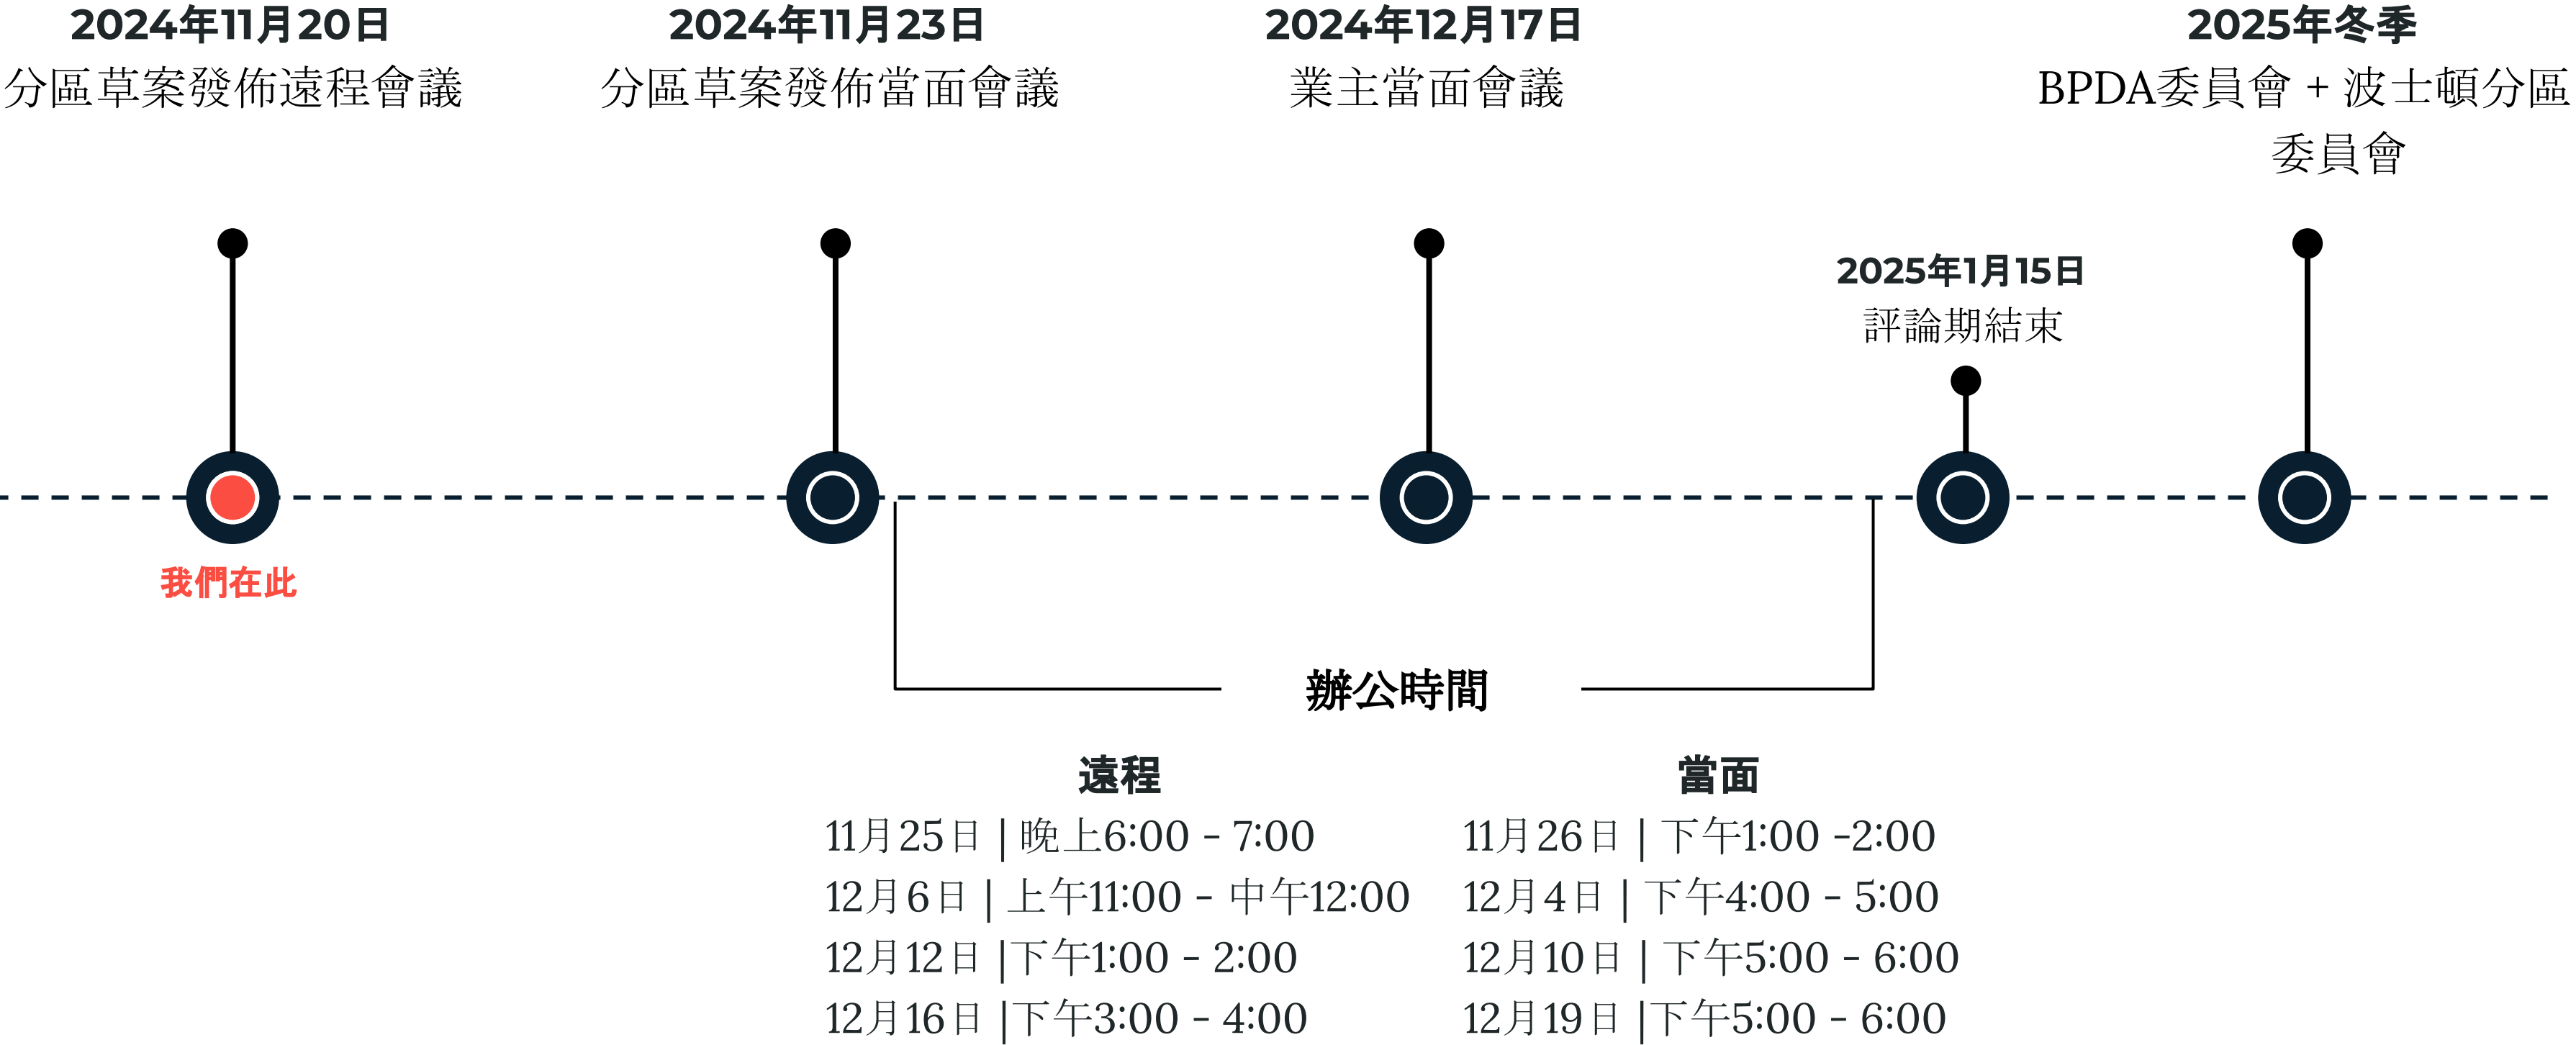 2024年11月20日
分區草案發佈遠程會議
2024年11月23日
分區草案發佈當面會議
2024年12月17日
業主當面會議
2025年1月15日
評論期結束
2025年冬季
BPDA委員會 + 波士頓分區
委員會
我們在此
辦公時間
遠程
11月25日 | 晚上6:00 - 7:00
12月6日 | 上午11:00 - 中午12:00
12月12日 |下午1:00 - 2:00
12月16日 |下午3:00 - 4:00
當面
11月26日 | 下午1:00 -2:00
12月4日 | 下午4:00 - 5:00
12月10日 | 下午5:00 - 6:00
12月19日 |下午5:00 - 6:00